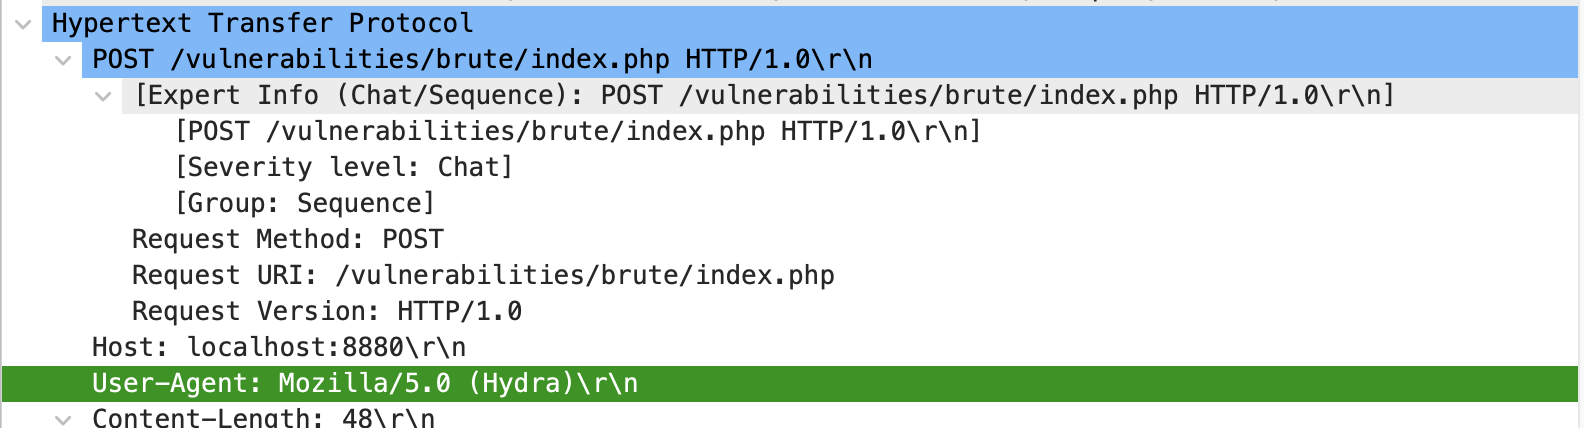 Hypertext Transfer Protocol
POST /vulnerabilities/brute/index.php HTTP/1.0\r\n
[Expert Info (Chat/Sequence): POST /vulnerabilities/brute/index.php HTTP/1.0\r\n]
[POST /vulnerabilities/brute/index.php HTTP/1.0\r\n]
[Severity level: Chat]
[Group: Sequence]
Request Method: POST
Request URI: /vulnerabilities/brute/index.php
Request Version: HTTP/1.0
Host: localhost:8880\r\n
User-Agent: Mozilla/5.0 (Hydra)\r\n
Content-Length: 48\r\n